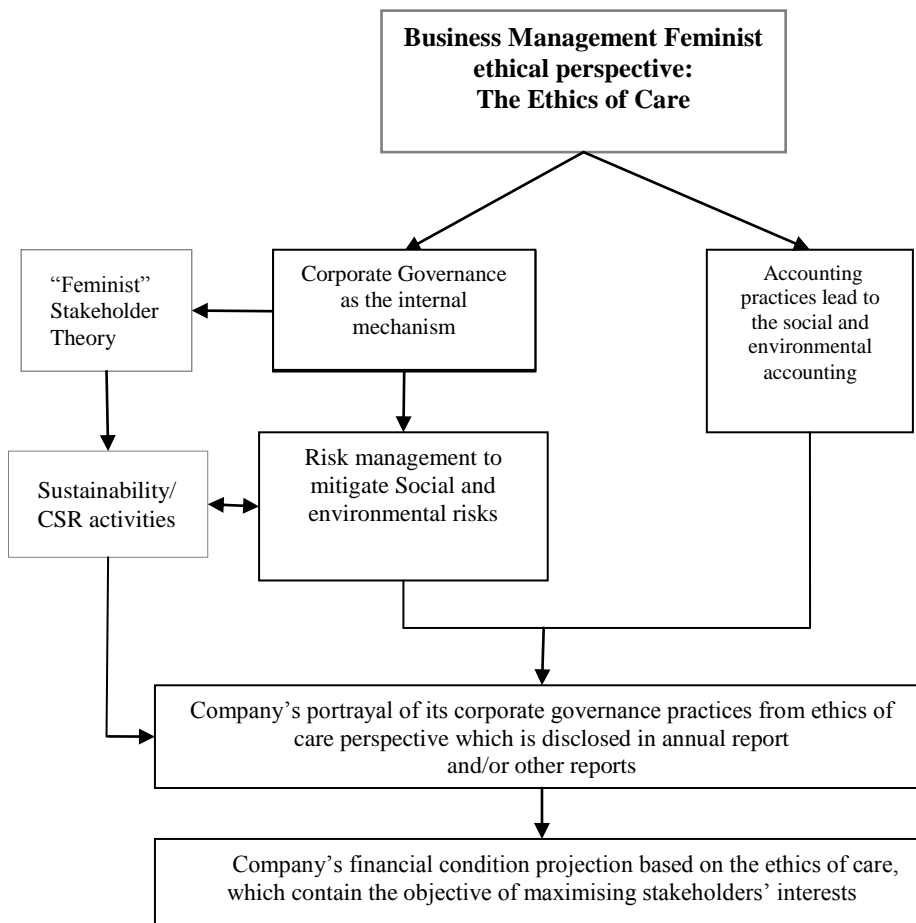 Business Management Feminist
ethical perspective:
The Ethics of Care
“Feminist”
Stakeholder
Theory
Corporate Governance
as the internal
mechanism
Accounting
practices lead to
the social and
environmental
accounting
Sustainability/
CSR activities
Risk management to
mitigate Social and
environmental risks
Company’s portrayal of its corporate governance practices from ethics of
care perspective which is disclosed in annual report
and/or other reports
Company’s financial condition projection based on the ethics of care,
which contain the objective of maximising stakeholders’ interests